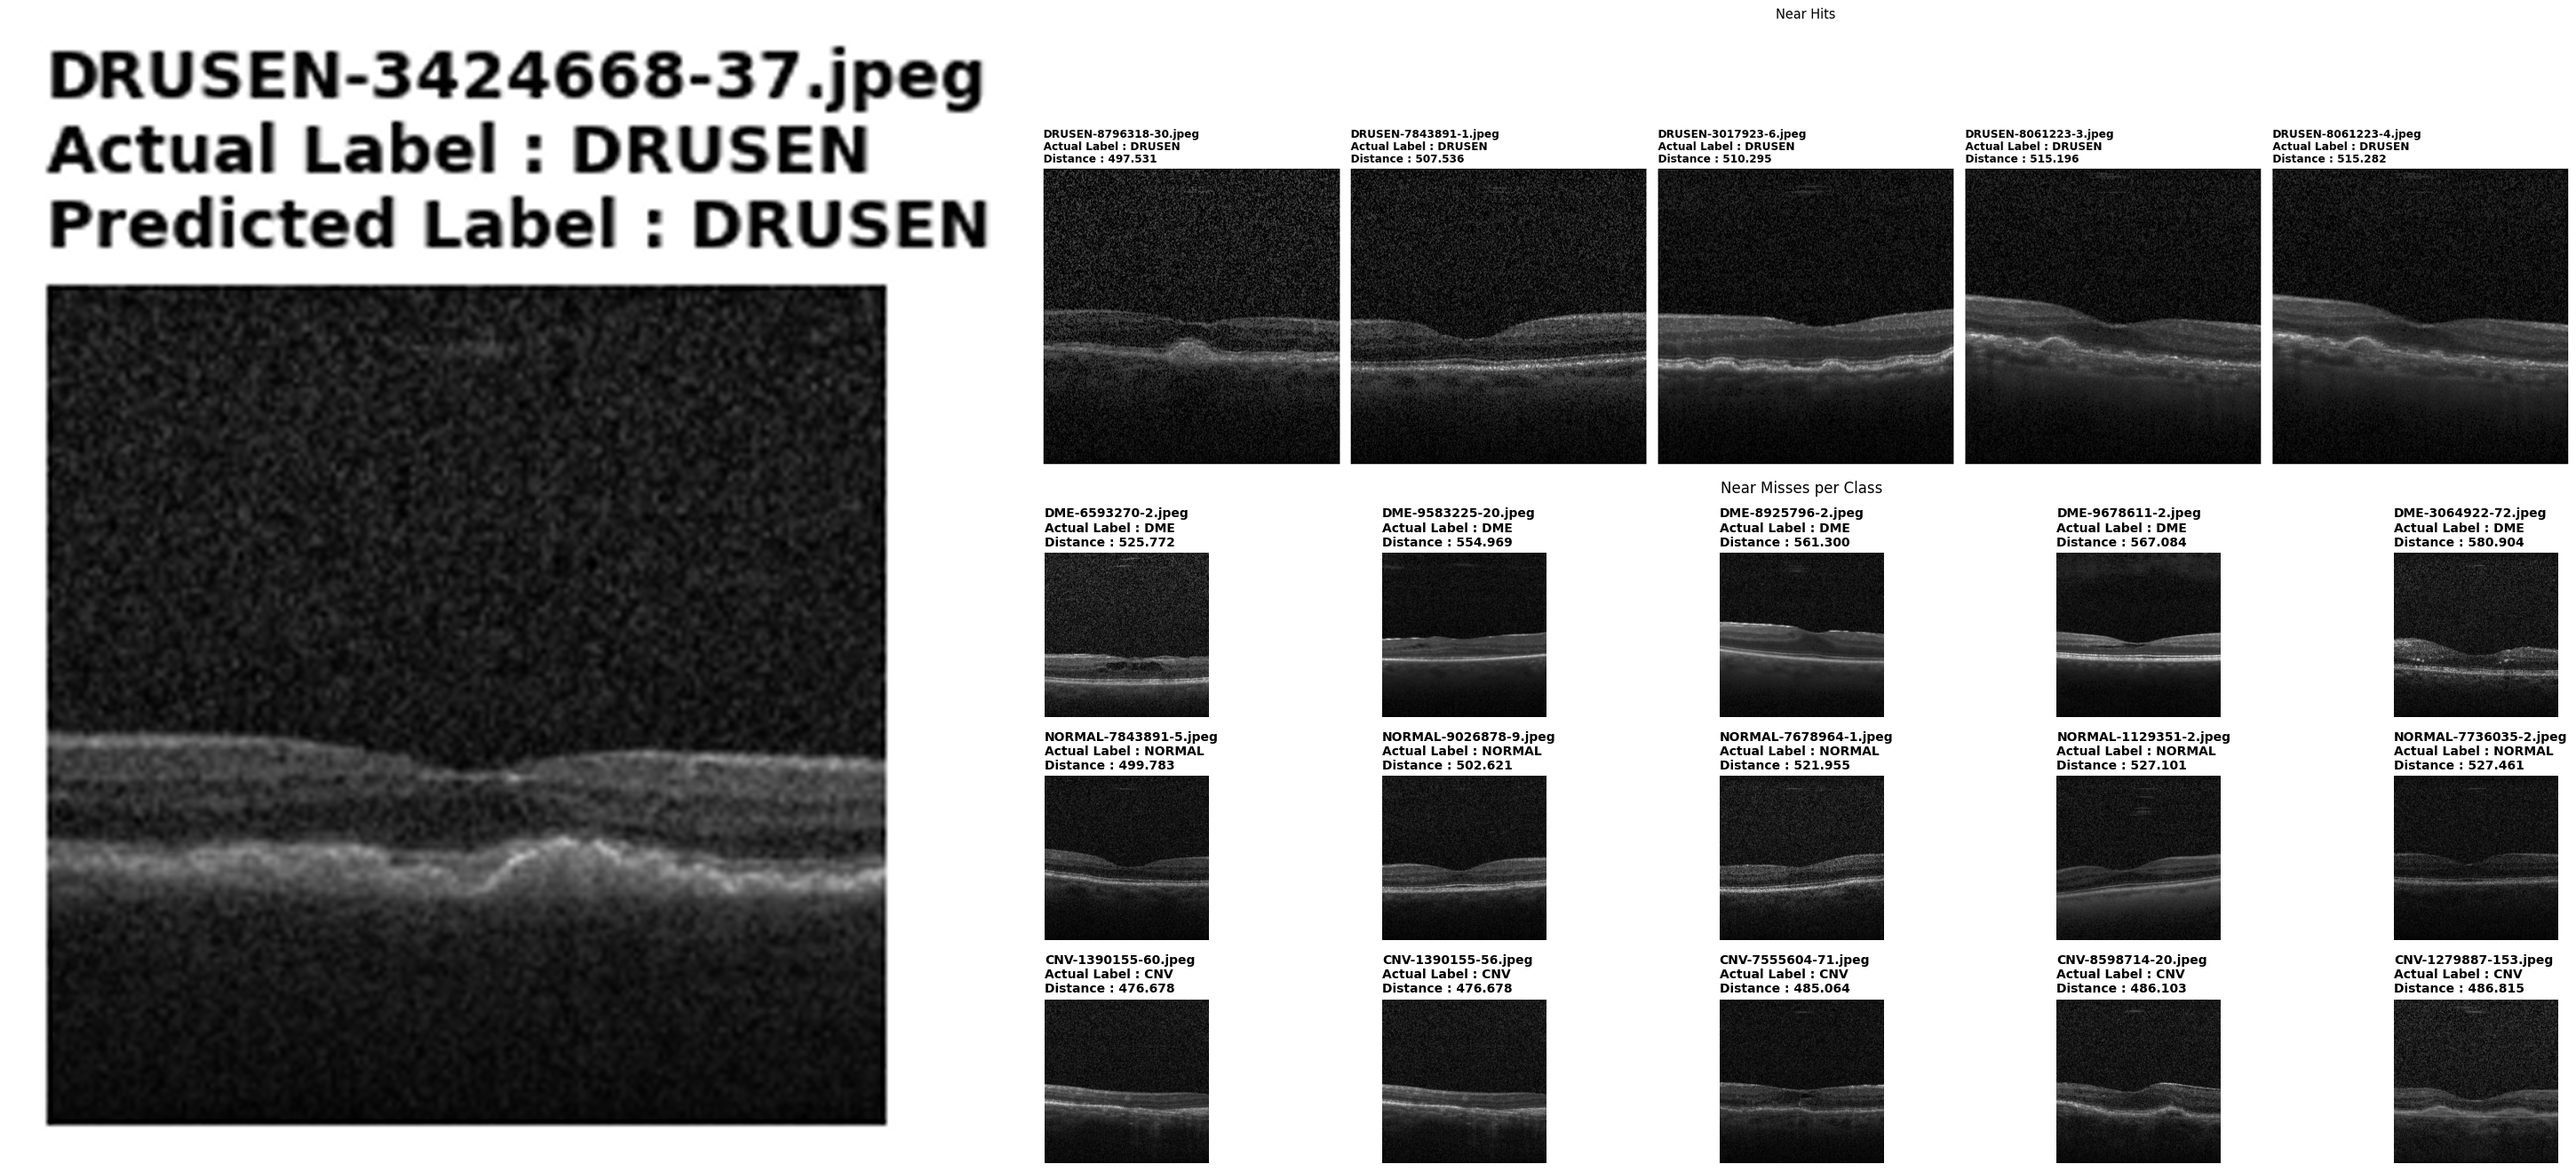 DRUSEN-3424668-37.jpeg
Actual Label : DRUSEN
Predicted Label : DRUSEN
Near Hits
DRUSEN-8796318-30.jpeg
Actual Label : DRUSEN
Distance : 497.531
DRUSEN-7843891-1.jpeg
Actual Label : DRUSEN
Distance : 507.536
DRUSEN-3017923-6.jpeg
Actual Label : DRUSEN
Distance : 510.295
DRUSEN-8061223-3.jpeg
Actual Label : DRUSEN
Distance : 515.196
DRUSEN-8061223-4.jpeg
Actual Label : DRUSEN
Distance : 515.282
Near Misses per Class
DME-6593270-2.jpeg
Actual Label : DME
Distance : 525.772
DME-9583225-20.jpeg
Actual Label : DME
Distance : 554.969
DME-8925796-2.jpeg
Actual Label : DME
Distance : 561.300
DME-9678611-2.jpeg
Actual Label : DME
Distance : 567.084
DME-3064922-72.jpeg
Actual Label : DME
Distance : 580.904
NORMAL-7843891-5.jpeg
Actual Label : NORMAL
Distance : 499.783
NORMAL-9026878-9.jpeg
Actual Label : NORMAL
Distance : 502.621
NORMAL-7678964-1.jpeg
Actual Label : NORMAL
Distance : 521.955
NORMAL-1129351-2.jpeg
Actual Label : NORMAL
Distance : 527.101
NORMAL-7736035-2.jpeg
Actual Label : NORMAL
Distance : 527.461
CNV-1390155-60.jpeg
Actual Label : CNV
Distance : 476.678
CNV-1390155-56.jpeg
Actual Label : CNV
Distance : 476.678
CNV-7555604-71.jpeg
Actual Label : CNV
Distance : 485.064
CNV-8598714-20.jpeg
Actual Label : CNV
Distance : 486.103
CNV-1279887-153.jpeg
Actual Label : CNV
Distance : 486.815